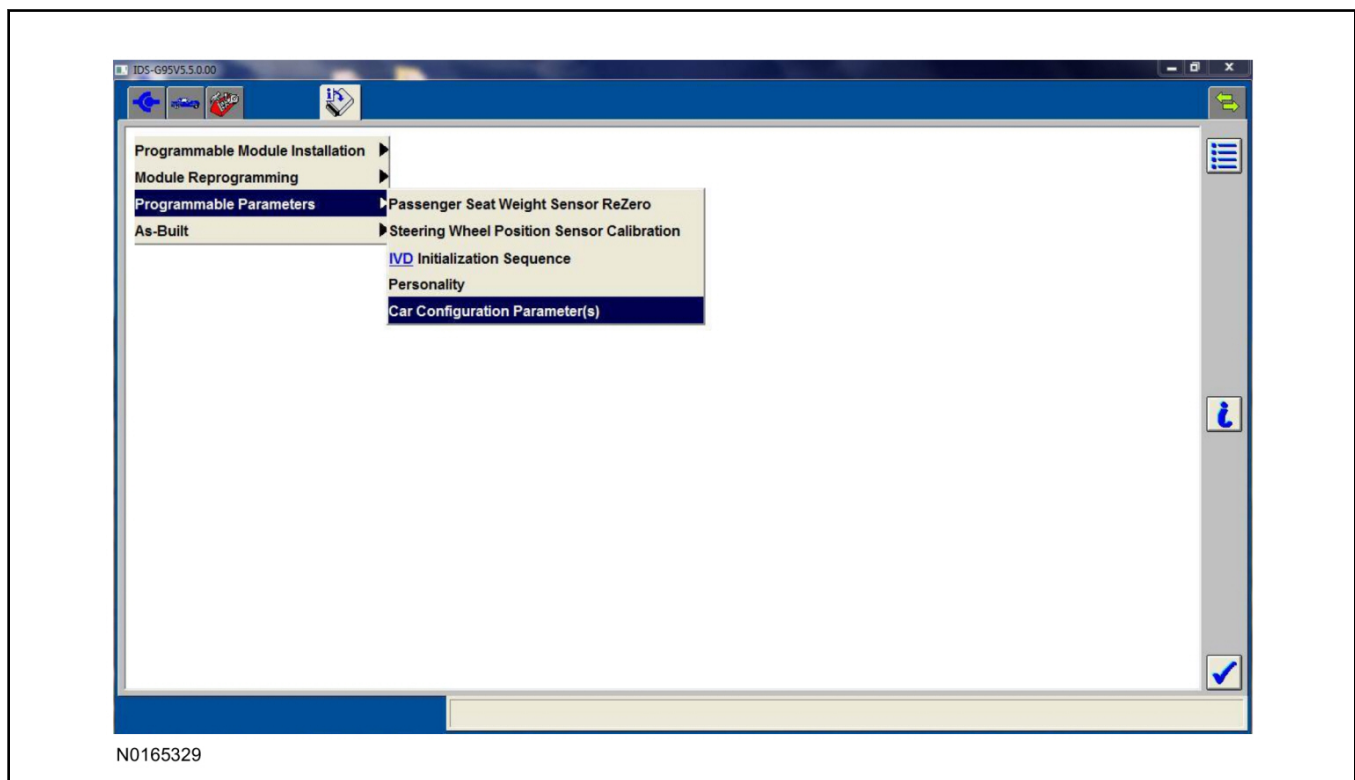 IDS-G95V5.5.0.00
Programmable Module Installation
Module Reprogramming
Programmable Parameters
As-Built
Passenger Seat Weight Sensor ReZero
Steering Wheel Position Sensor Calibration
IVD Initialization Sequence
Personality
Car Configuration Parameter(s)
N0165329